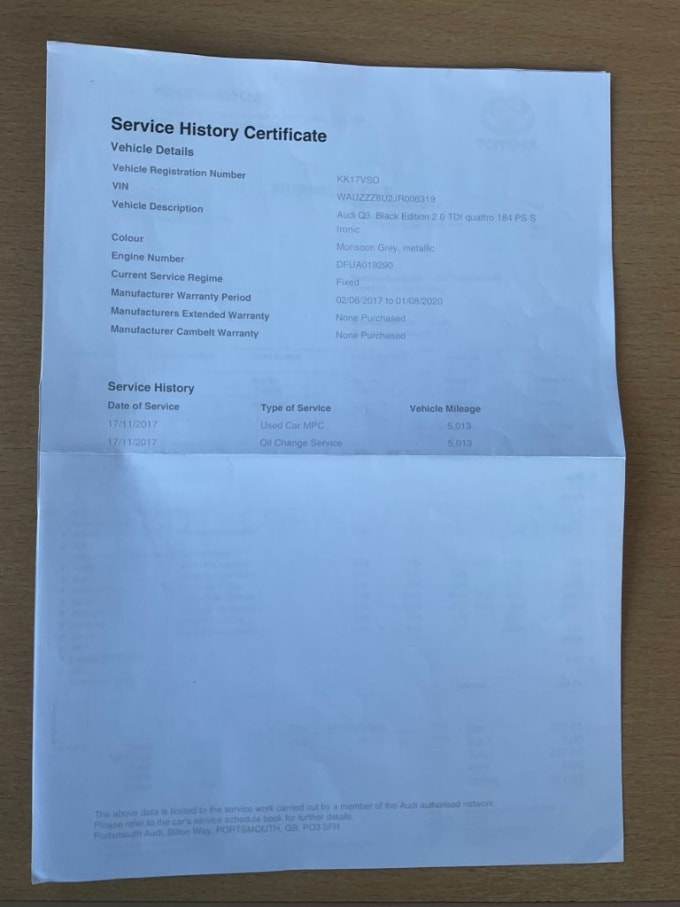 Service History Certificate
Vehicle Details
Vehicle Registration Number KK17VSO
VIN WAUZZZ8U2JR006319
Vehicle Description Audi Q3 Black Edition 2.0 TDI quattro 184 PS S
tronic
Colour Monsoon Grey, metallic
Engine Number DFUA019290
Current Service Regime Fixed
Manufacturer Warranty Period 02/08/2017 to 01/08/2020
Manufacturers Extended Warranty None Purchased
Manufacturer Cambelt Warranty None Purchased
Service History
Date of Service Type of Service Vehicle Mileage
17/11/2017 Used Car MPC 5,013
17/11/2017 Oil Change Service 5,013
The above data is limited to the service work carried out by a member of the Audi authorised network.
Please refer to the car's service schedule book for further details.
Portsmouth Audi, Bilton Way, PORTSMOUTH, GB, PO3 5FH